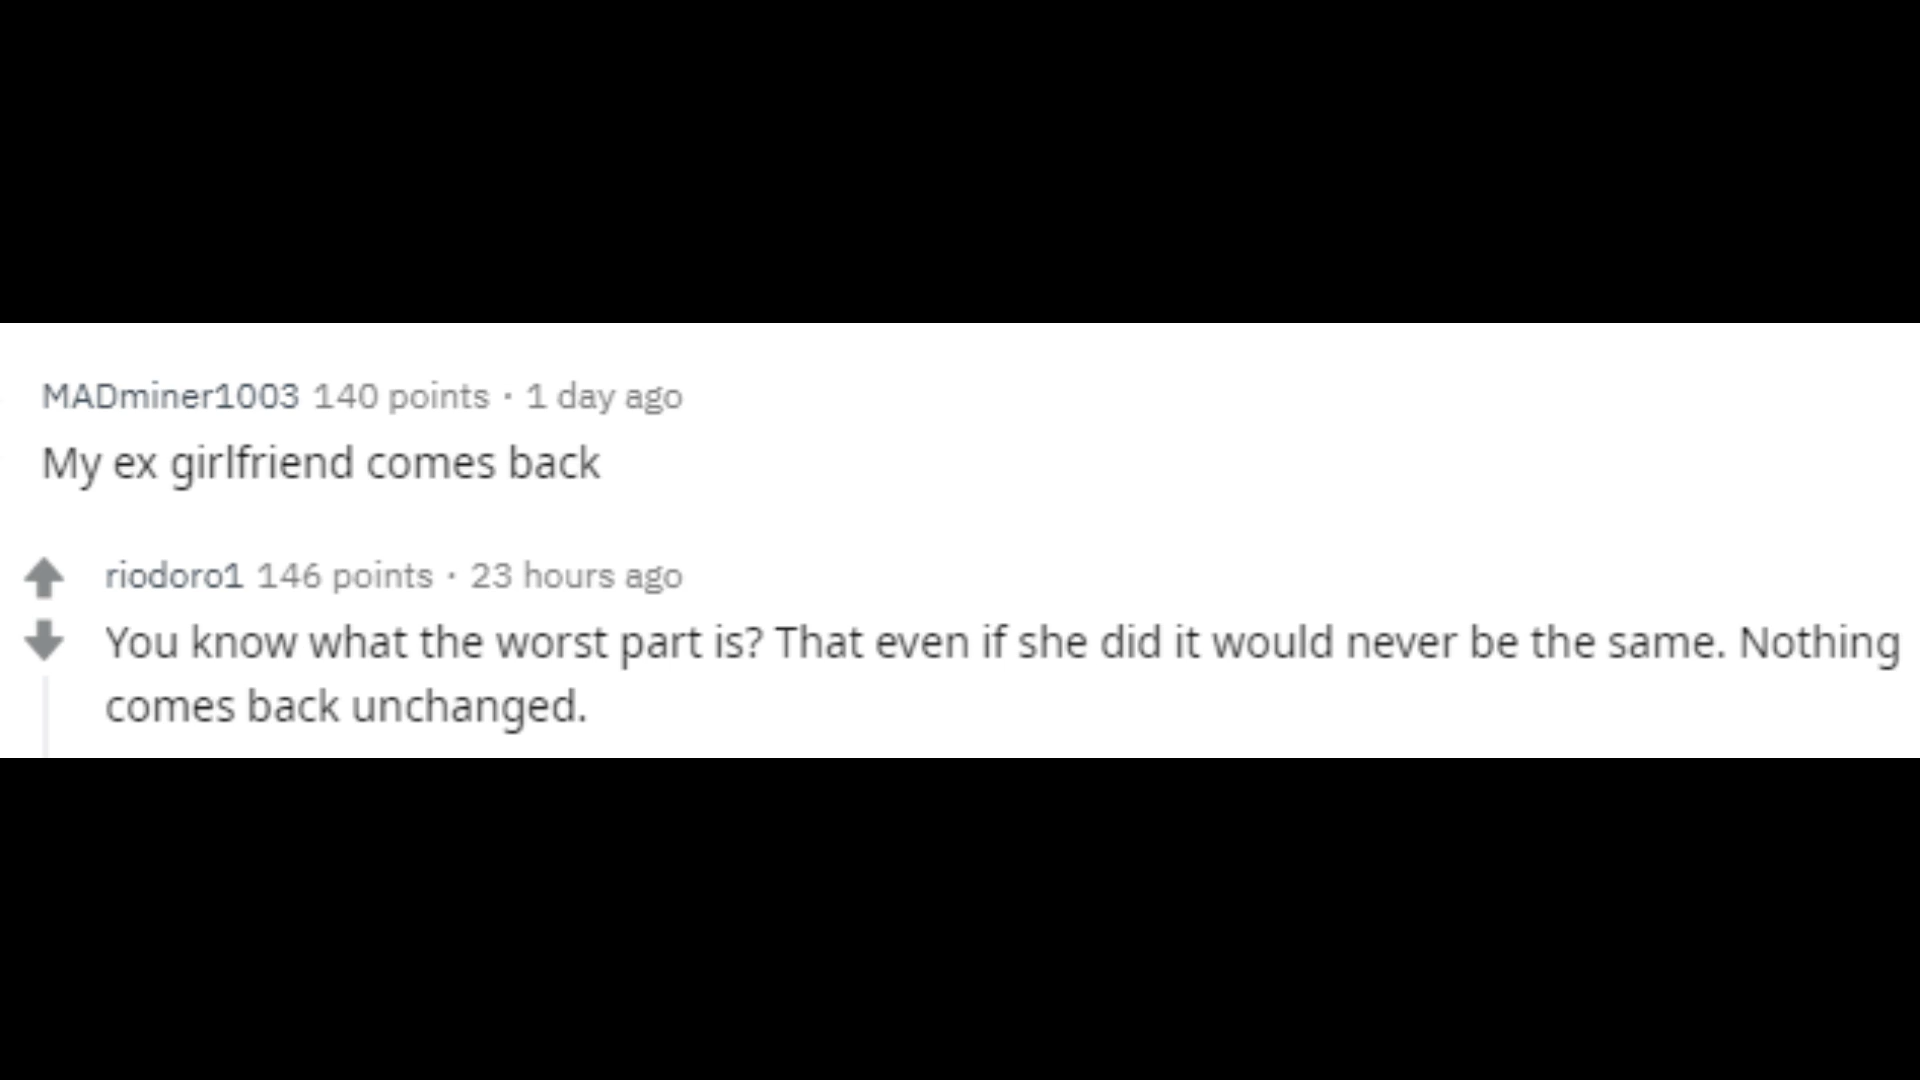 MADminer1003 140 points · 1 day ago
My ex girlfriend comes back
riodoro1 146 points · 23 hours ago
You know what the worst part is? That even if she did it would never be the same. Nothing
comes back unchanged.